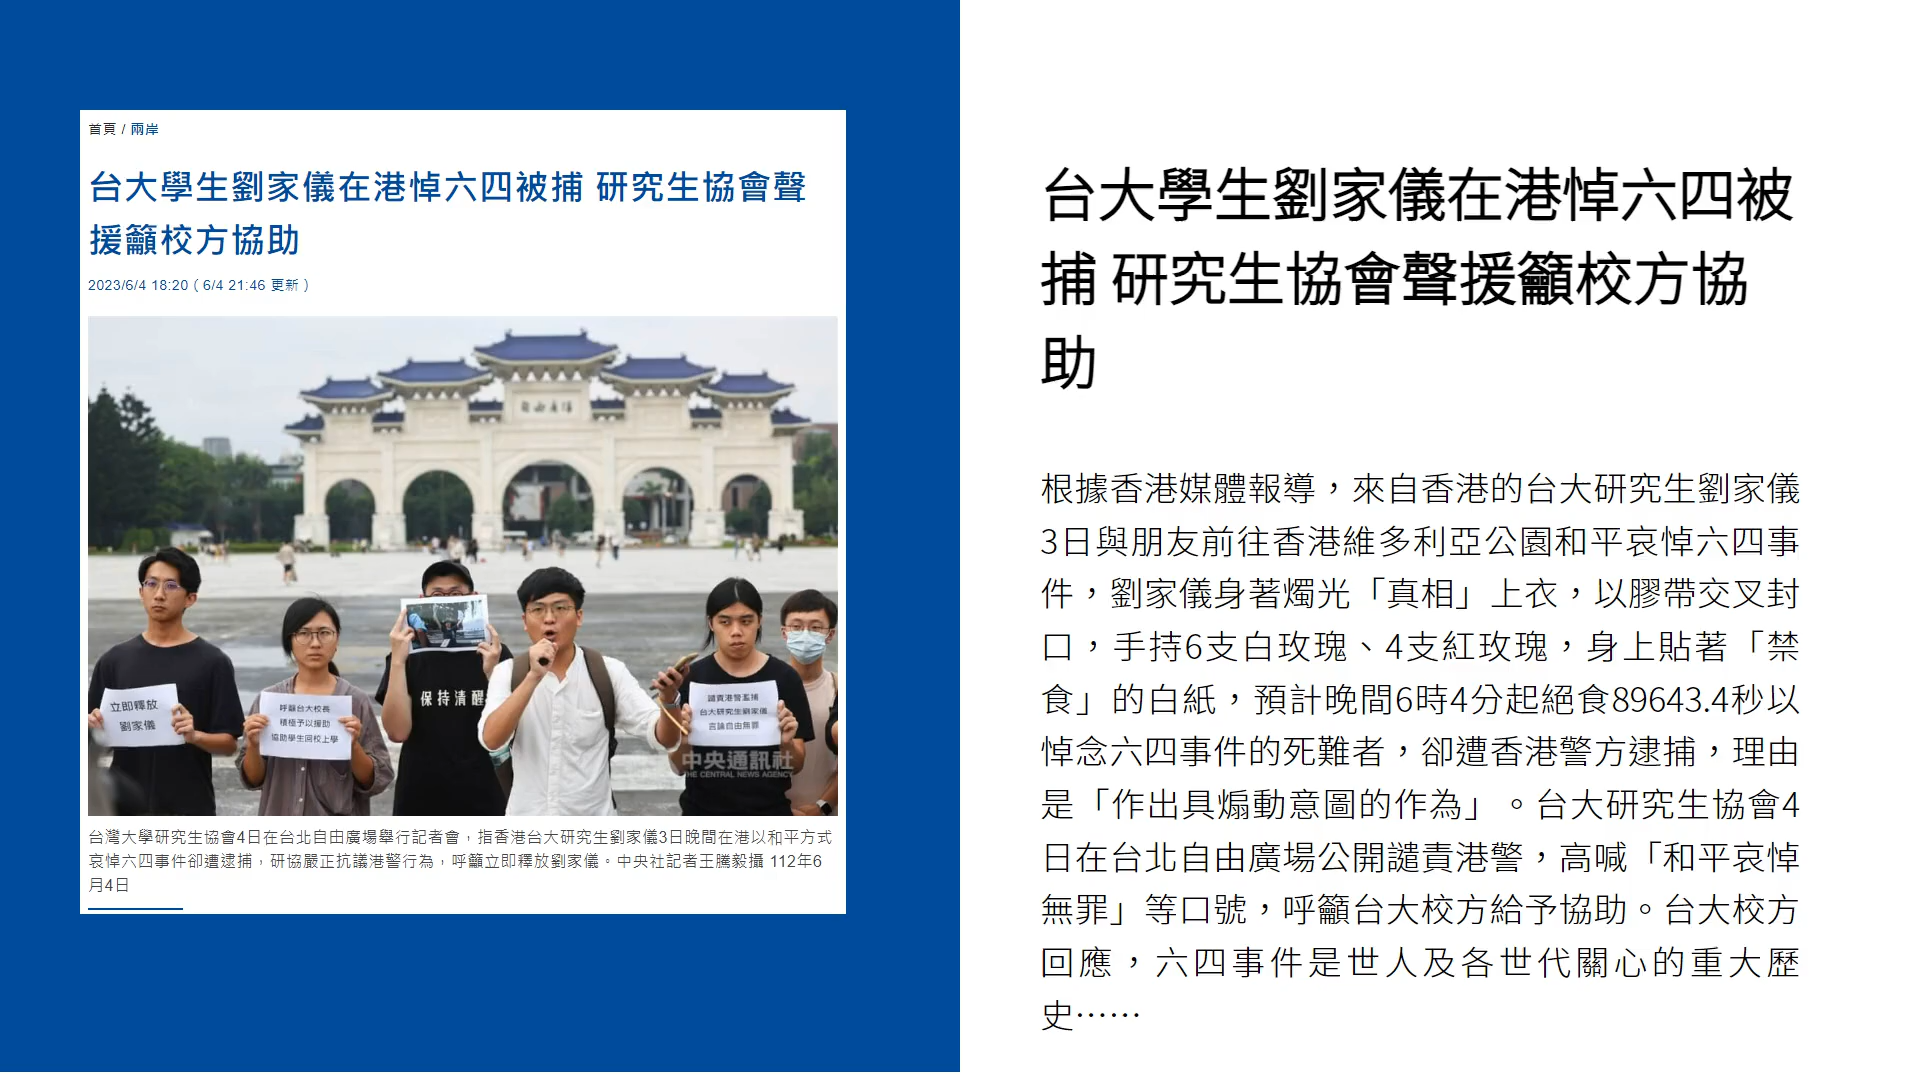 首頁 / 兩岸
台大學生劉家儀在港悼六四被捕 研究生協會聲
援籲校方協助
2023/6/4 18:20（6/4 21:46 更新）
立即釋放
劉家儀
呼籲台大校長
積極予以援助
協助學生回校上學
保持清醒
譴責港警濫捕
台大研究生劉家儀
言論自由無罪
中央通訊社
THE CENTRAL NEWS AGENCY
台灣大學研究生協會4日在台北自由廣場舉行記者會，指香港台大研究生劉家儀3日晚間在港以和平方式
哀悼六四事件卻遭逮捕，研協嚴正抗議港警行為，呼籲立即釋放劉家儀。中央社記者王騰毅攝 112年6
月4日
台大學生劉家儀在港悼六四被
捕 研究生協會聲援籲校方協
助
根據香港媒體報導，來自香港的台大研究生劉家儀
3日與朋友前往香港維多利亞公園和平哀悼六四事
件，劉家儀身著燭光「真相」上衣，以膠帶交叉封
口，手持6支白玫瑰、4支紅玫瑰，身上貼著「禁
食」的白紙，預計晚間6時4分起絕食89643.4秒以
悼念六四事件的死難者，卻遭香港警方逮捕，理由
是「作出具煽動意圖的作為」。台大研究生協會4
日在台北自由廣場公開譴責港警，高喊「和平哀悼
無罪」等口號，呼籲台大校方給予協助。台大校方
回應，六四事件是世人及各世代關心的重大歷
史⋯⋯